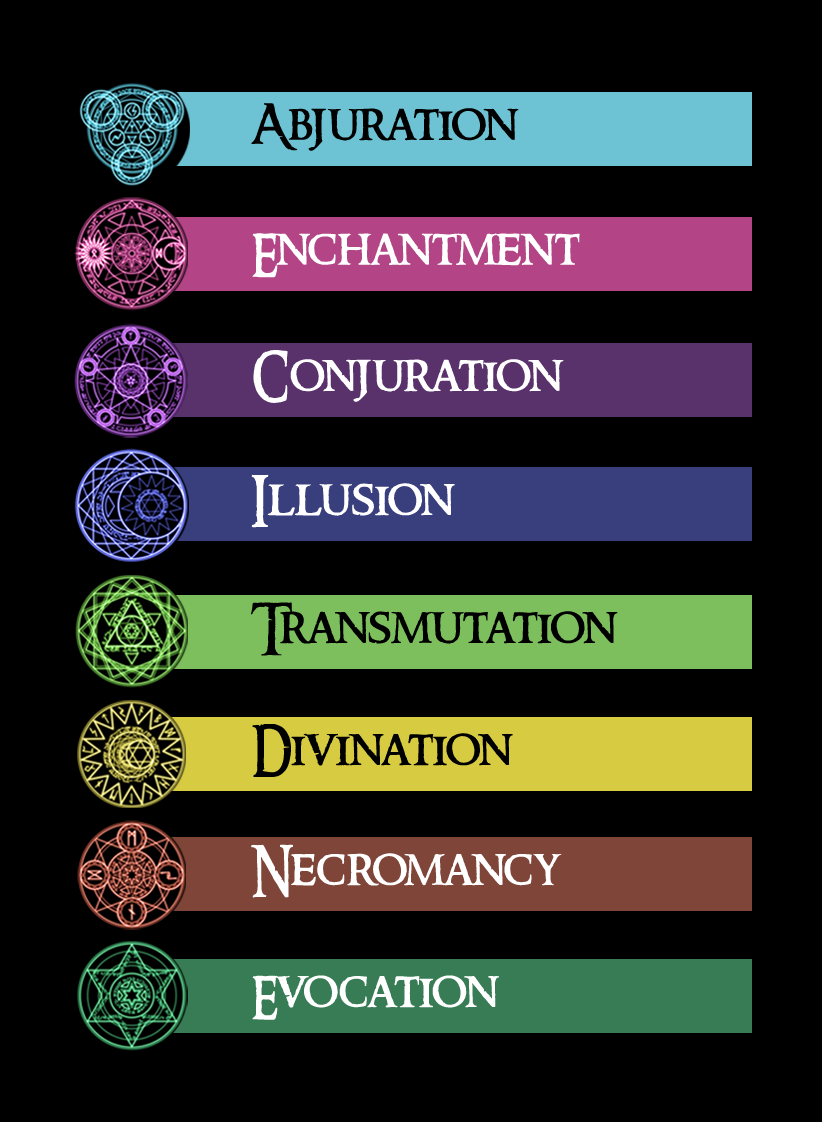 Abjuration
Enchantment
Conjuration
Illusion
Transmutation
Divination
Necromancy
Evocation